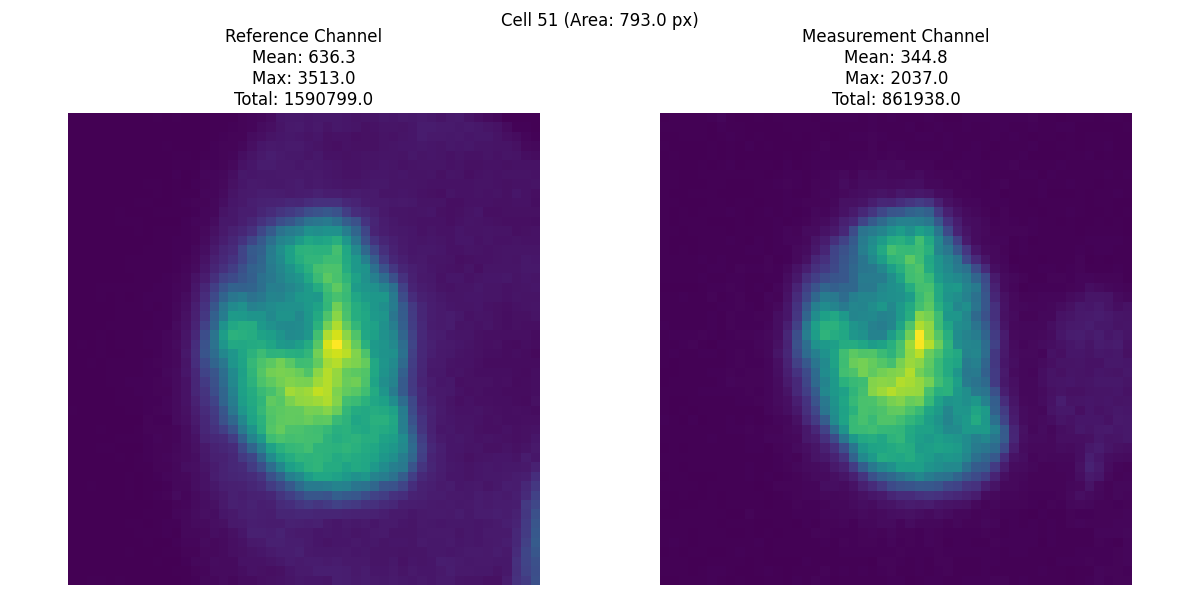 Cell 51 (Area: 793.0 px)
Reference Channel
Mean: 636.3
Max: 3513.0
Total: 1590799.0
Measurement Channel
Mean: 344.8
Max: 2037.0
Total: 861938.0